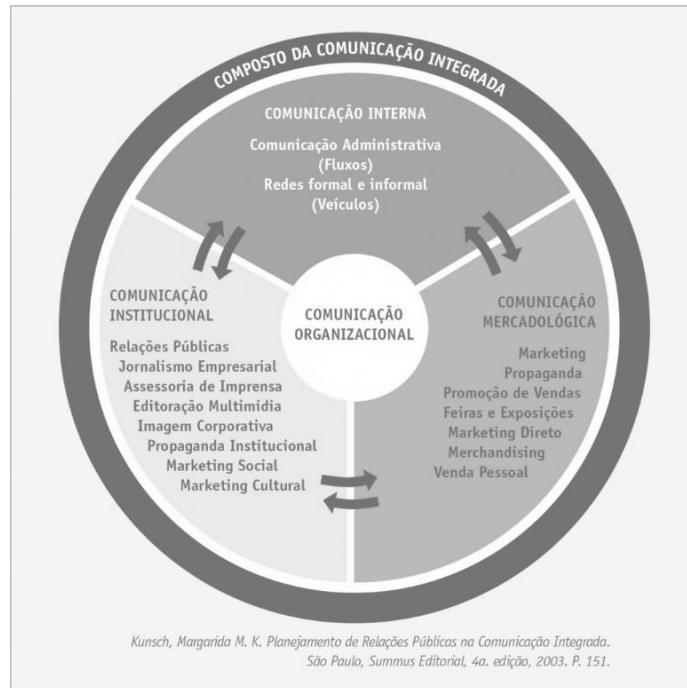 COMPOSTO DA COMUNICAÇÃO INTEGRADA
COMUNICAÇÃO INTERNA
Comunicação Administrativa
(Fluxos)
Redes formal e informal
(Veículos)
COMUNICAÇÃO
INSTITUCIONAL
Relações Públicas
Jornalismo Empresarial
Assessoria de Imprensa
Editoração Multimidia
Imagem Corporativa
Propaganda Institucional
Marketing Social
Marketing Cultural
COMUNICAÇÃO
ORGANIZACIONAL
COMUNICAÇÃO
MERCADOLÓGICA
Marketing
Propaganda
Promoção de Vendas
Feiras e Exposições
Marketing Direto
Merchandising
Venda Pessoal
Kunsch, Margarida M. K. Planejamento de Relações Públicas na Comunicação Integrada.
São Paulo, Summus Editorial, 4a. edição, 2003. P. 151.